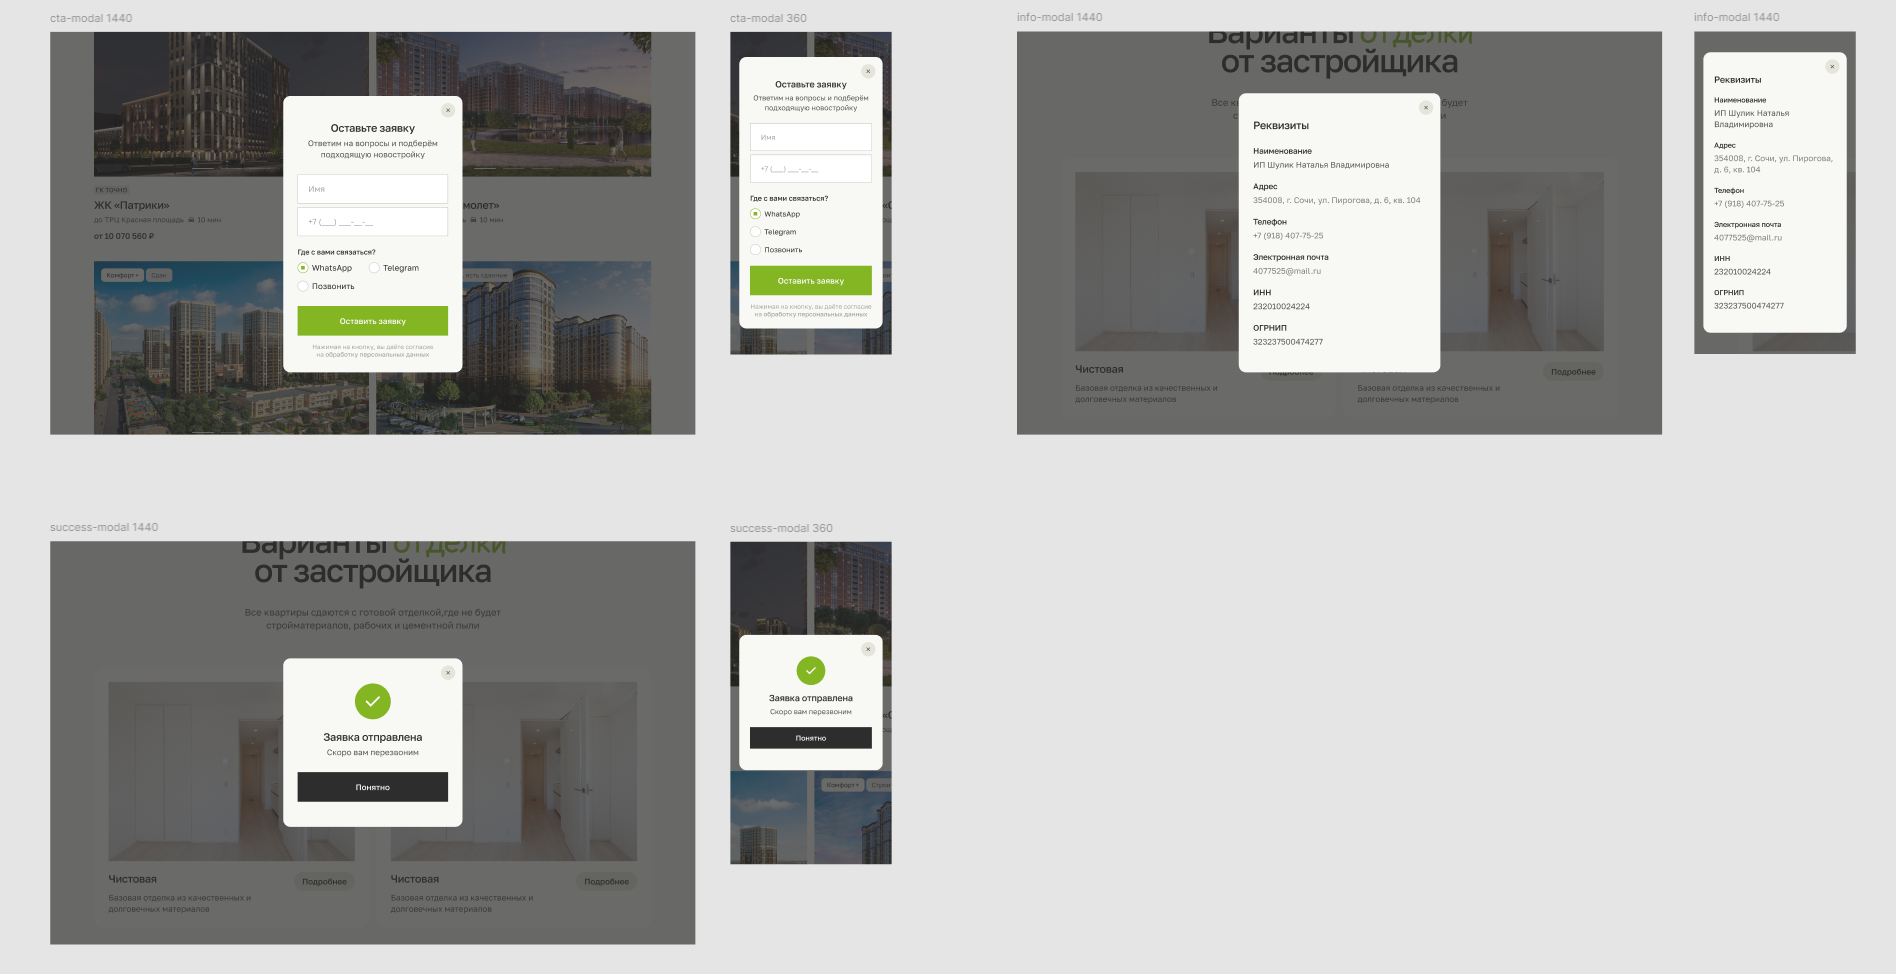 cta-modal 1440
ГК ТОЧНО
ЖК «Патрики»
до ТРЦ Красная площадь 10 мин
от 10 070 560 ₽
молет»
10 мин
Комфорт+
Сдан
есть сданные
×
Оставьте заявку
Ответим на вопросы и подберём
подходящую новостройку
Имя
+7 (___) ___-__-__
Где с вами связаться?
WhatsApp
Telegram
Позвонить
Оставить заявку
Нажимая на кнопку, вы даёте согласие
на обработку персональных данных
cta-modal 360
×
Оставьте заявку
Ответим на вопросы и подберём
подходящую новостройку
Имя
+7 (___) ___-__-__
Где с вами связаться?
WhatsApp
Telegram
Позвонить
Оставить заявку
Нажимая на кнопку, вы даёте согласие
на обработку персональных данных
info-modal 1440
Варианты отделки
от застройщика
Все к
будет
×
Реквизиты
Наименование
ИП Шулик Наталья Владимировна
Адрес
354008, г. Сочи, ул. Пирогова, д. 6, кв. 104
Телефон
+7 (918) 407-75-25
Электронная почта
4077525@mail.ru
ИНН
232010024224
ОГРНИП
323237500474277
Чистовая
Подробнее
Базовая отделка из качественных и
долговечных материалов
Подробнее
Базовая отделка из качественных и
долговечных материалов
info-modal 1440
×
Реквизиты
Наименование
ИП Шулик Наталья
Владимировна
Адрес
354008, г. Сочи, ул. Пирогова,
д. 6, кв. 104
Телефон
+7 (918) 407-75-25
Электронная почта
4077525@mail.ru
ИНН
232010024224
ОГРНИП
323237500474277
success-modal 1440
Варианты отделки
от застройщика
Все квартиры сдаются с готовой отделкой,где не будет
стройматериалов, рабочих и цементной пыли
×
Заявка отправлена
Скоро вам перезвоним
Понятно
Чистовая
Подробнее
Базовая отделка из качественных и
долговечных материалов
Чистовая
Подробнее
Базовая отделка из качественных и
долговечных материалов
success-modal 360
×
Заявка отправлена
Скоро вам перезвоним
Понятно
Комфорт+